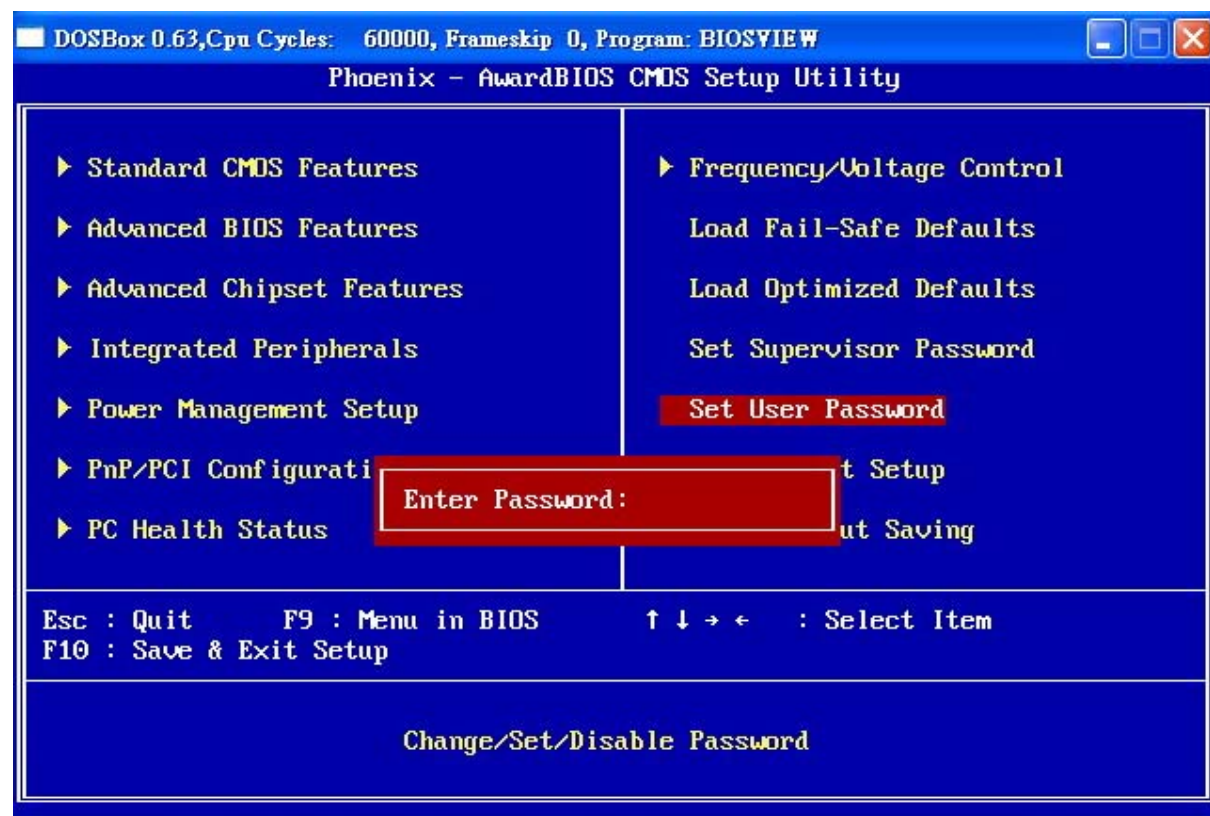 DOSBox 0.63,Cpu Cycles: 60000, Frameskip 0, Program: BIOSVIEW
Phoenix - AwardBIOS CMOS Setup Utility
Standard CMOS Features
Advanced BIOS Features
Advanced Chipset Features
Integrated Peripherals
Power Management Setup
PnP/PCI Configurati
PC Health Status
Frequency/Voltage Control
Load Fail-Safe Defaults
Load Optimized Defaults
Set Supervisor Password
Set User Password
t Setup
ut Saving
Enter Password:
Esc : Quit F9 : Menu in BIOS ↑ ↓ → ← : Select Item
F10 : Save & Exit Setup
Change/Set/Disable Password